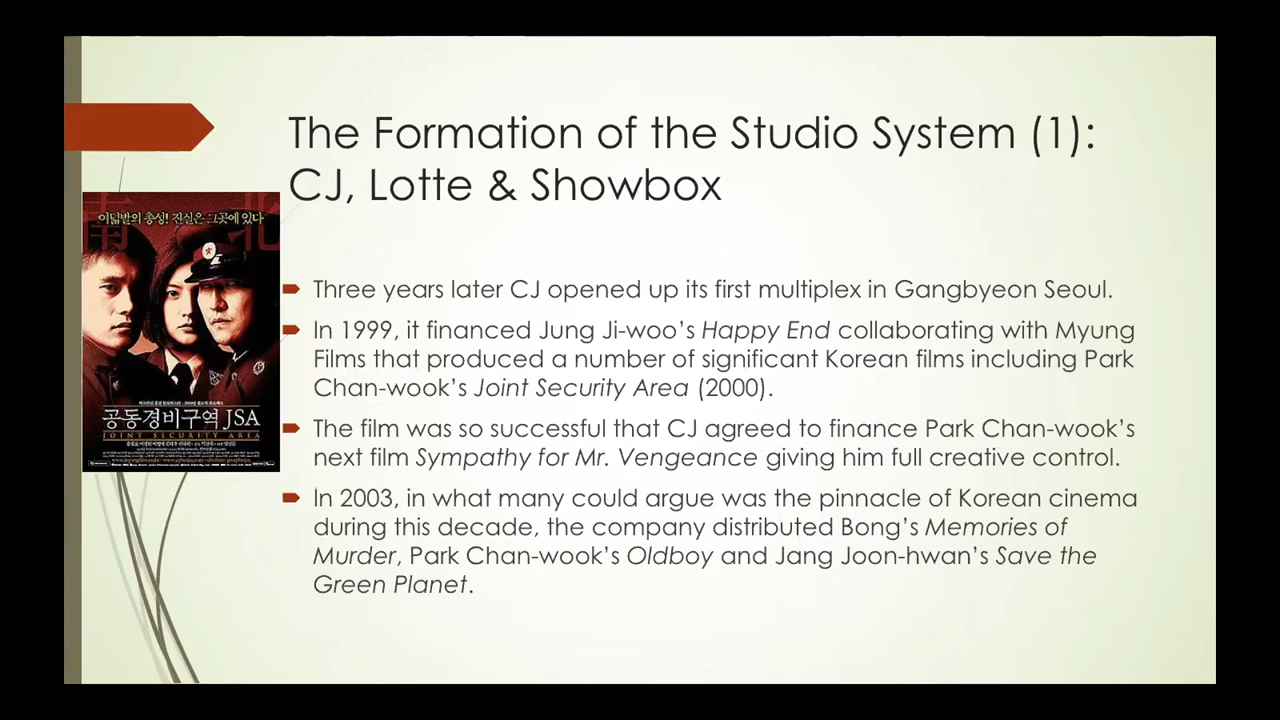 The Formation of the Studio System (1):
CJ, Lotte & Showbox
南 北
이덟발의 총성! 진실은 그곳에 있다
공동경비구역 JSA
JOINT SECURITY AREA
Three years later CJ opened up its first multiplex in Gangbyeon Seoul.
In 1999, it financed Jung Ji-woo’s Happy End collaborating with Myung
Films that produced a number of significant Korean films including Park
Chan-wook’s Joint Security Area (2000).
The film was so successful that CJ agreed to finance Park Chan-wook’s
next film Sympathy for Mr. Vengeance giving him full creative control.
In 2003, in what many could argue was the pinnacle of Korean cinema
during this decade, the company distributed Bong’s Memories of
Murder, Park Chan-wook’s Oldboy and Jang Joon-hwan’s Save the
Green Planet.